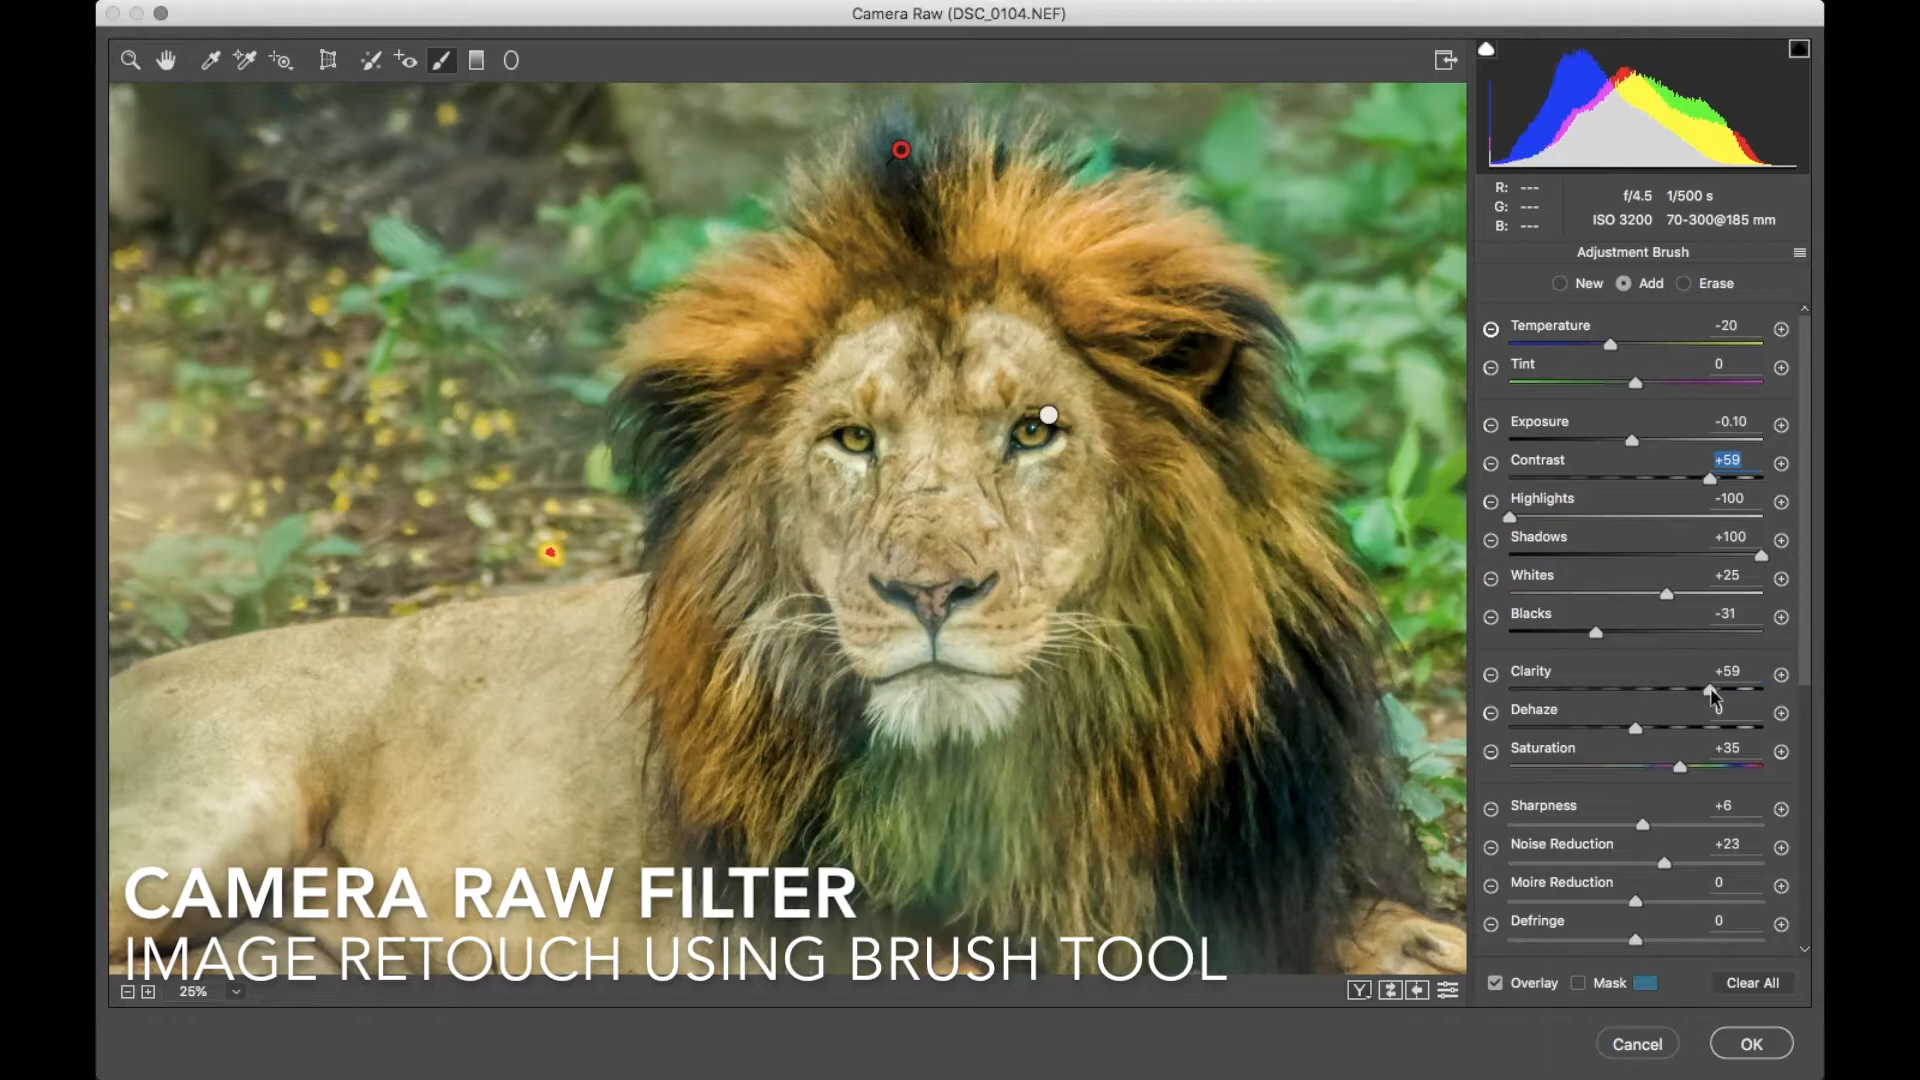 Camera Raw (DSC_0104.NEF)
R: ---
G: ---
B: ---
f/4.5 1/500 s
ISO 3200 70-300@185 mm
Adjustment Brush
New Add Erase
Temperature -20
Tint 0
Exposure -0.10
Contrast +59
Highlights -100
Shadows +100
Whites +25
Blacks -31
Clarity +59
Dehaze 0
Saturation +35
Sharpness +6
Noise Reduction +23
Moire Reduction 0
Defringe 0
CAMERA RAW FILTER
IMAGE RETOUCH USING BRUSH TOOL
25%
Y
Overlay Mask Clear All
Cancel OK